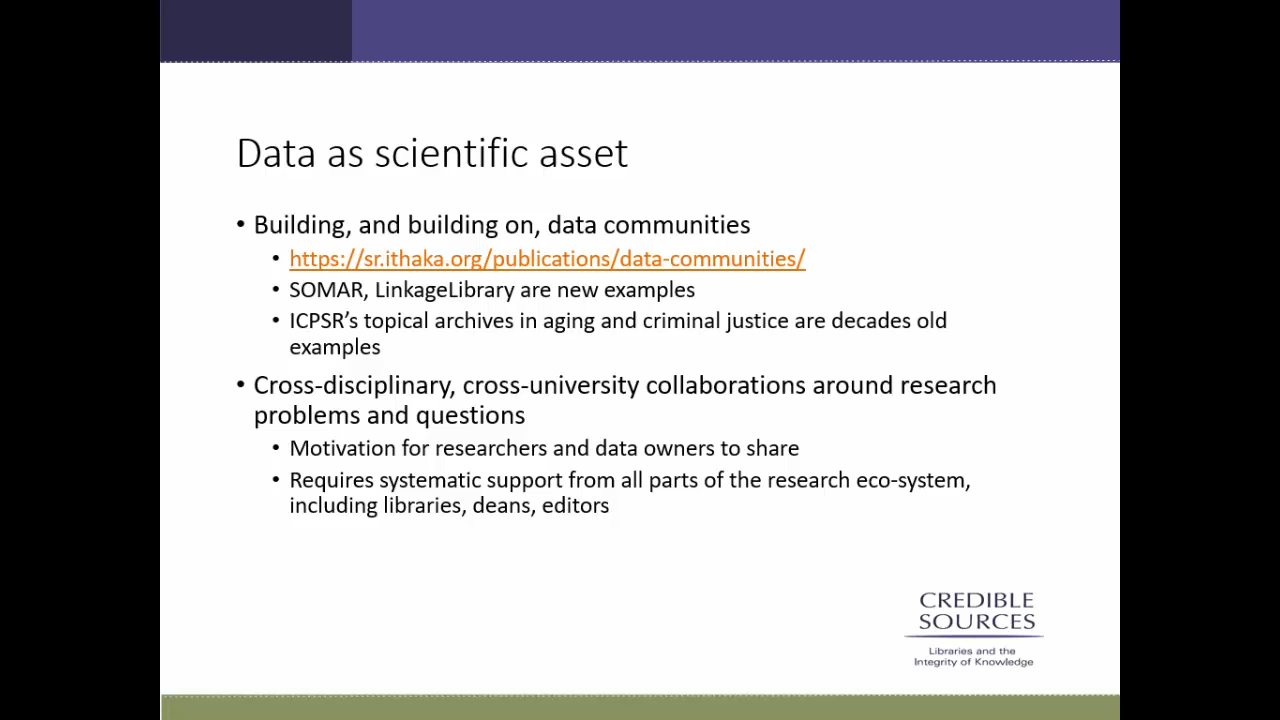 Data as scientific asset
• Building, and building on, data communities
• https://sr.ithaka.org/publications/data-communities/
• SOMAR, LinkageLibrary are new examples
• ICPSR’s topical archives in aging and criminal justice are decades old
examples
• Cross-disciplinary, cross-university collaborations around research
problems and questions
• Motivation for researchers and data owners to share
• Requires systematic support from all parts of the research eco-system,
including libraries, deans, editors
CREDIBLE
SOURCES
Libraries and the
Integrity of Knowledge